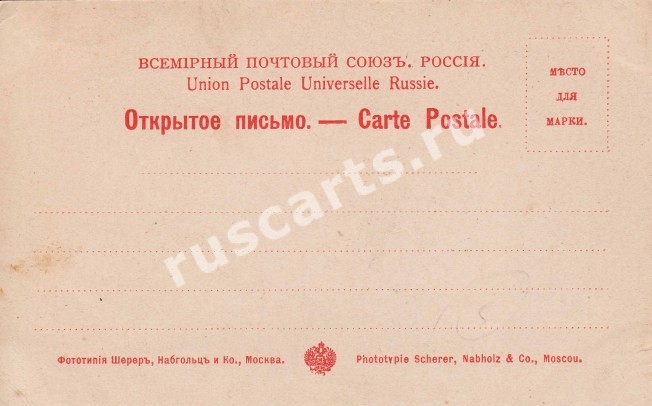 ВСЕМІРНЫЙ ПОЧТОВЫЙ СОЮЗЪ. РОССІЯ.
Union Postale Universelle Russie.
Открытое письмо. — Carte Postale.
МѢСТО
ДЛЯ
МАРКИ.
ruscarts.ru
5
Фототипія Шереръ, Набгольцъ и Ко., Москва.
Phototypie Scherer, Nabholz & Co., Moscou.